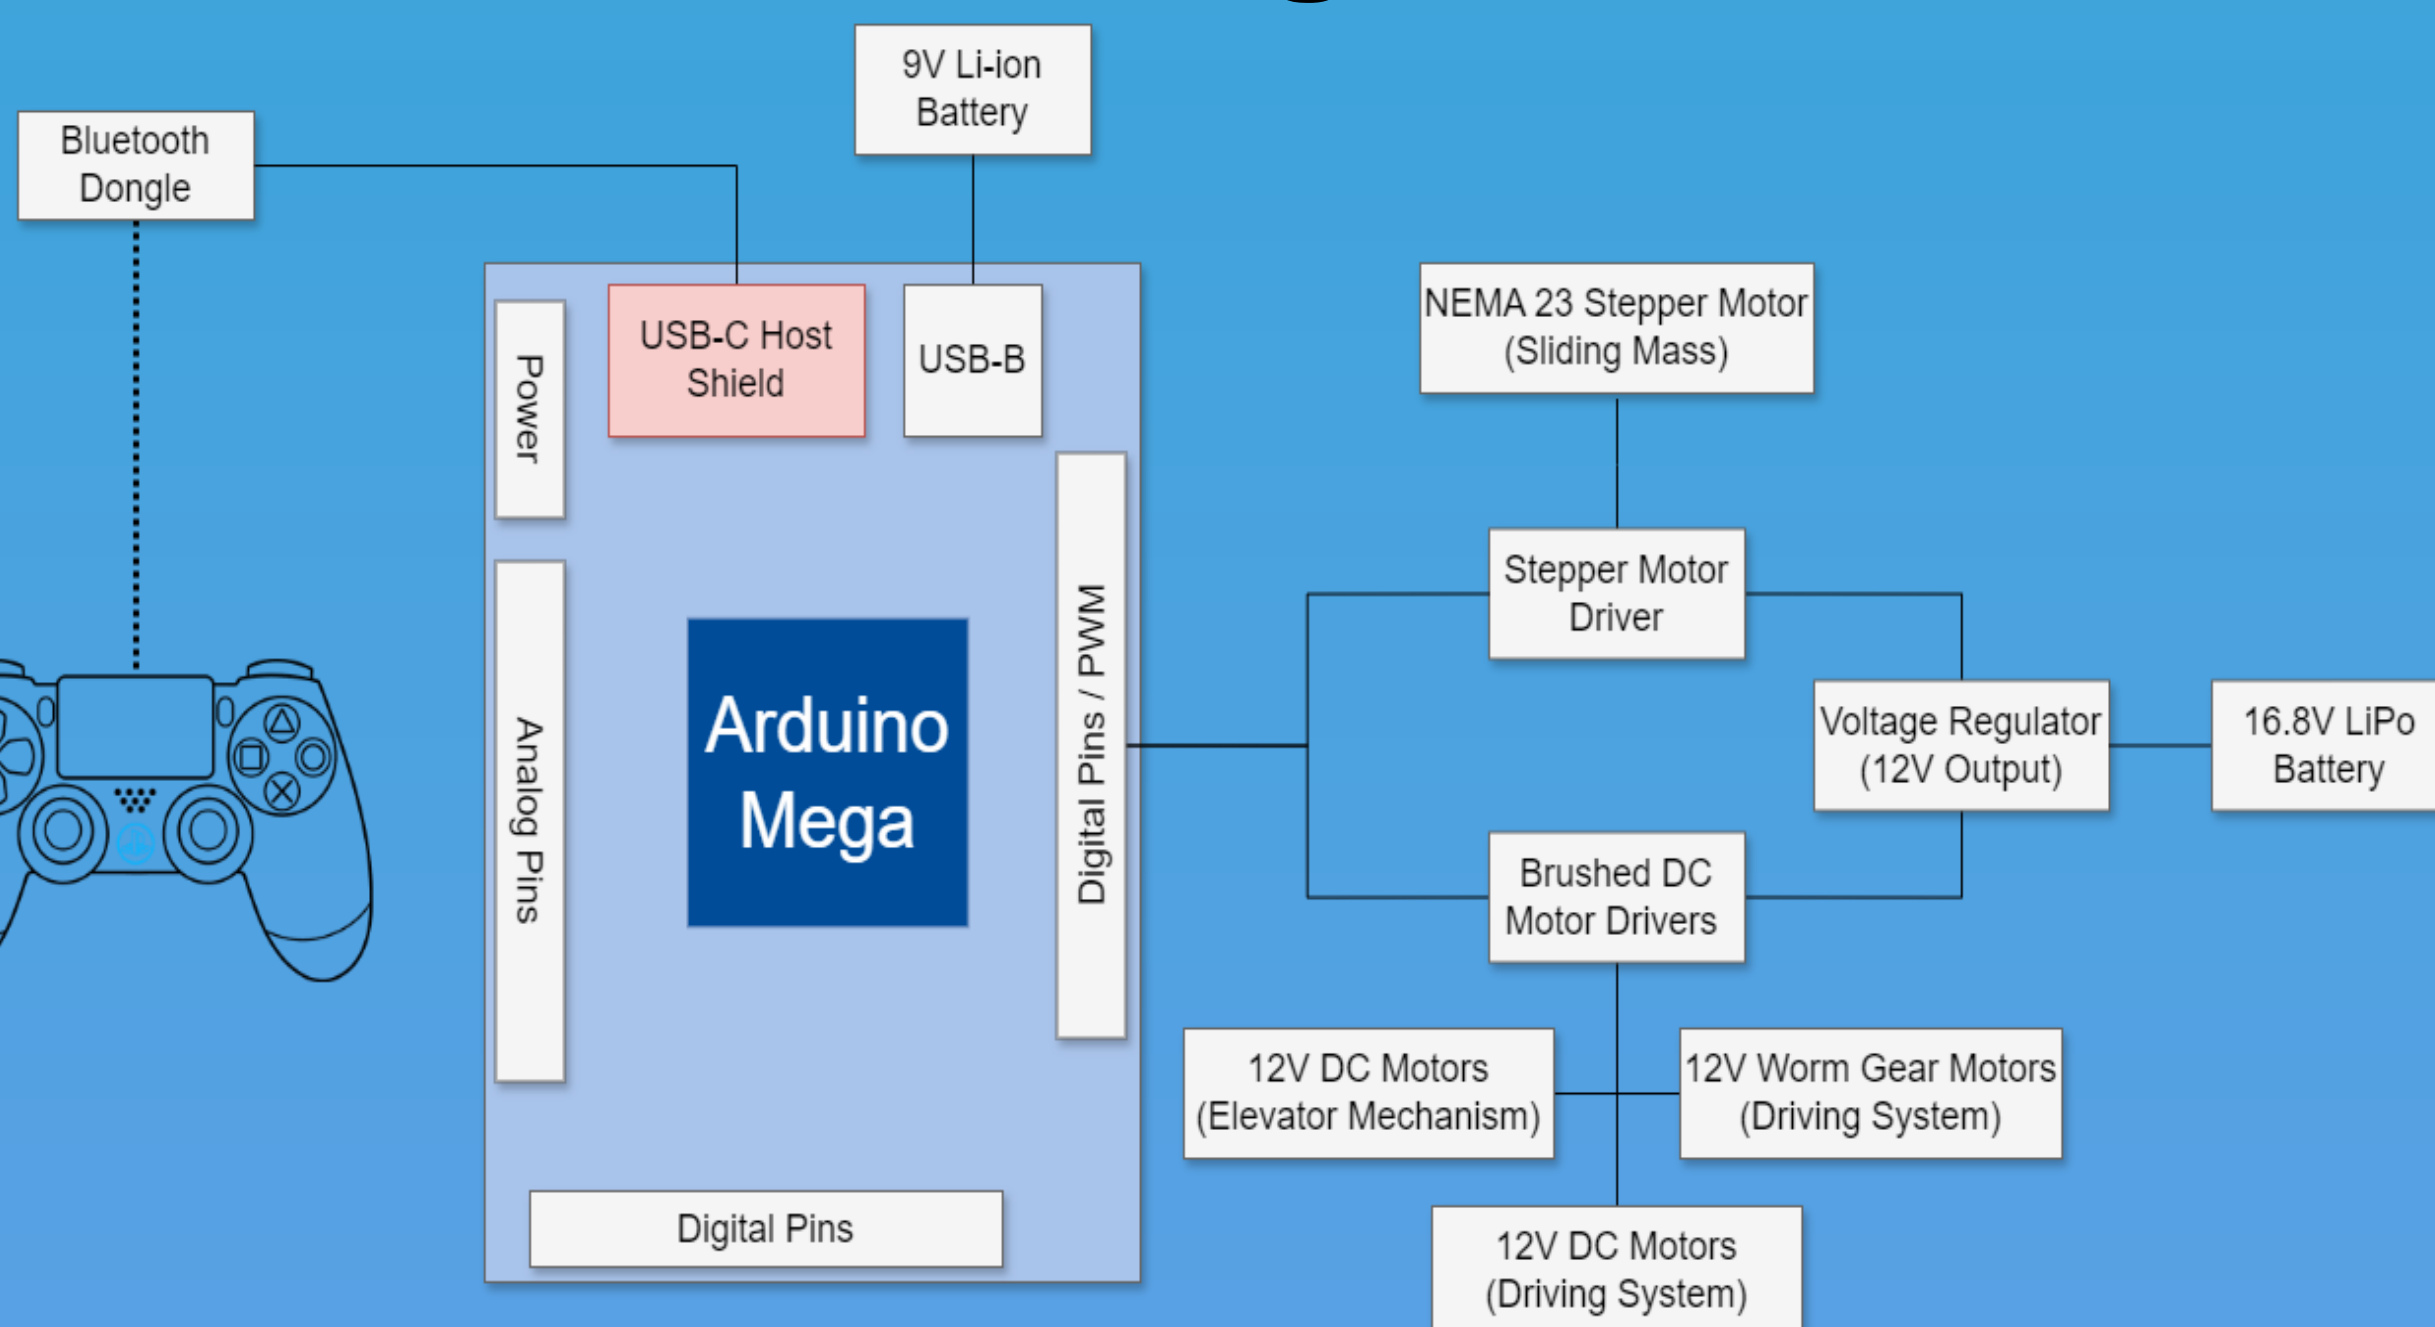 9V Li-ion
Battery
Bluetooth
Dongle
USB-C Host
Shield
USB-B
Power
Analog Pins
Arduino
Mega
Digital Pins / PWM
Digital Pins
NEMA 23 Stepper Motor
(Sliding Mass)
Stepper Motor
Driver
Voltage Regulator
(12V Output)
16.8V LiPo
Battery
Brushed DC
Motor Drivers
12V DC Motors
(Elevator Mechanism)
12V Worm Gear Motors
(Driving System)
12V DC Motors
(Driving System)